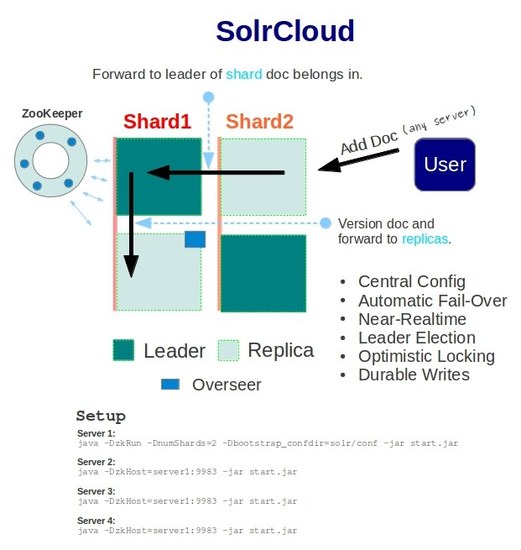 SolrCloud
Forward to leader of shard doc belongs in.
ZooKeeper
Shard1 Shard2
Add Doc (any server)
User
Version doc and
forward to replicas.
• Central Config
• Automatic Fail-Over
• Near-Realtime
• Leader Election
• Optimistic Locking
• Durable Writes
Leader Replica
Overseer
Setup
Server 1:
java -DzkRun -DnumShards=2 -Dbootstrap_confdir=solr/conf -jar start.jar
Server 2:
java -DzkHost=server1:9983 -jar start.jar
Server 3:
java -DzkHost=server1:9983 -jar start.jar
Server 4:
java -DzkHost=server1:9983 -jar start.jar